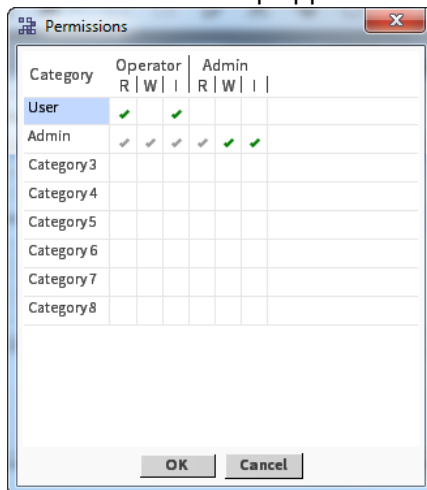 Permissions
x
Category Operator Admin
R W I R W I
User
Admin
Category3
Category4
Category5
Category6
Category7
Category8
OK Cancel